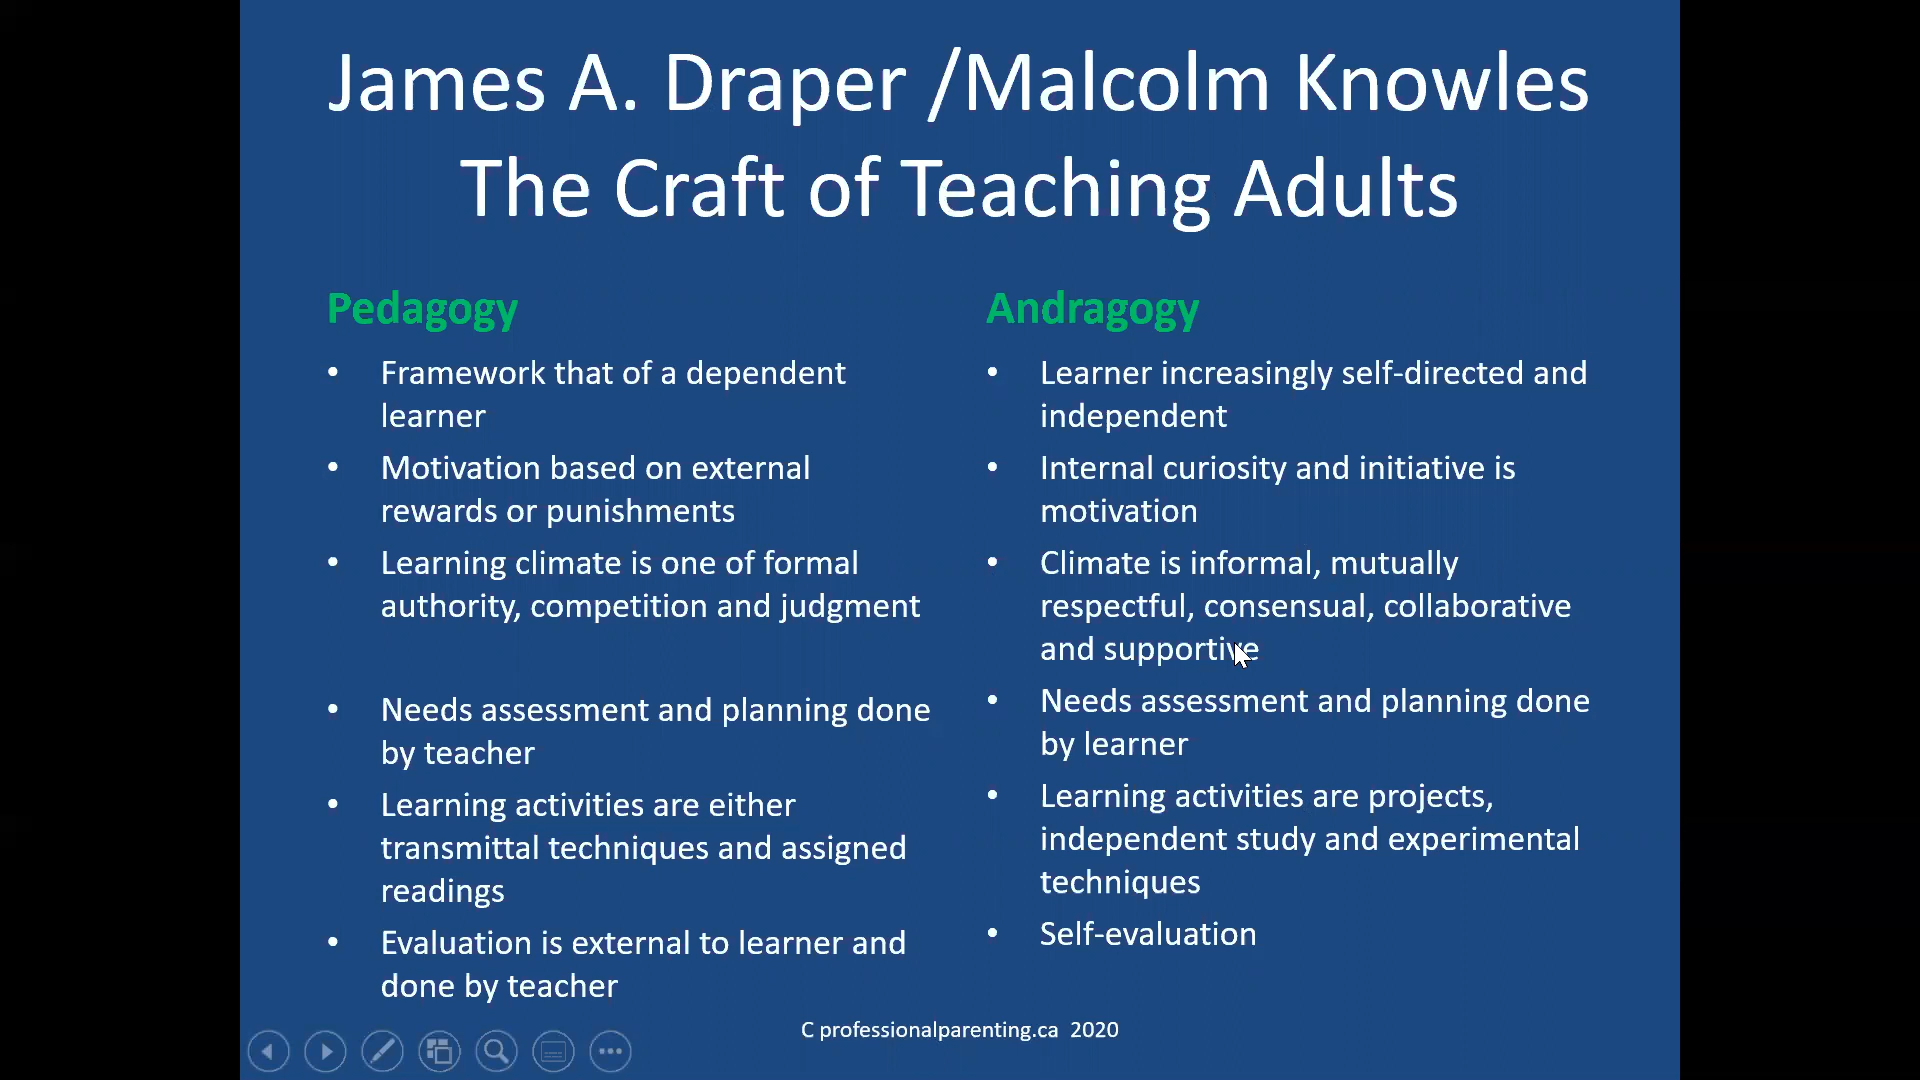 James A. Draper /Malcolm Knowles
The Craft of Teaching Adults
Pedagogy
• Framework that of a dependent
learner
• Motivation based on external
rewards or punishments
• Learning climate is one of formal
authority, competition and judgment
• Needs assessment and planning done
by teacher
• Learning activities are either
transmittal techniques and assigned
readings
• Evaluation is external to learner and
done by teacher
Andragogy
• Learner increasingly self-directed and
independent
• Internal curiosity and initiative is
motivation
• Climate is informal, mutually
respectful, consensual, collaborative
and supportive
• Needs assessment and planning done
by learner
• Learning activities are projects,
independent study and experimental
techniques
• Self-evaluation
C professionalparenting.ca 2020